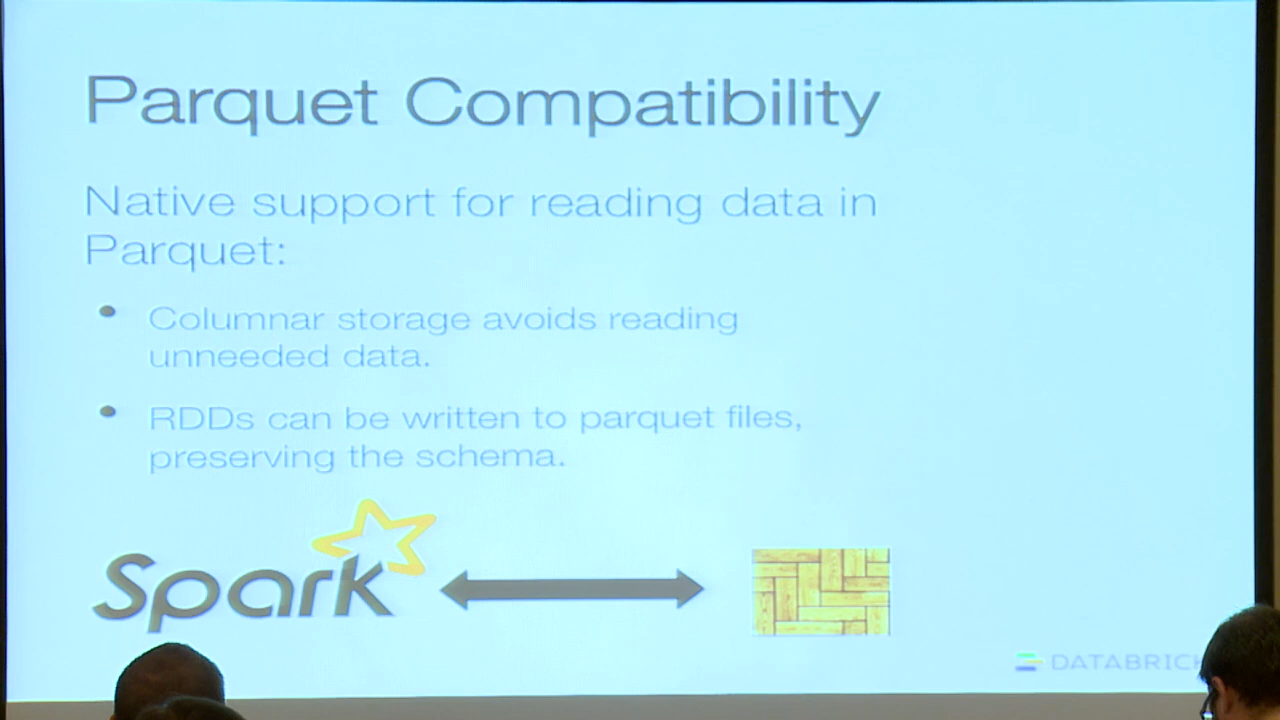 Parquet Compatibility
Native support for reading data in
Parquet:
• Columnar storage avoids reading
unneeded data.
• RDDs can be written to parquet files,
preserving the schema.
Spark
DATABRIC